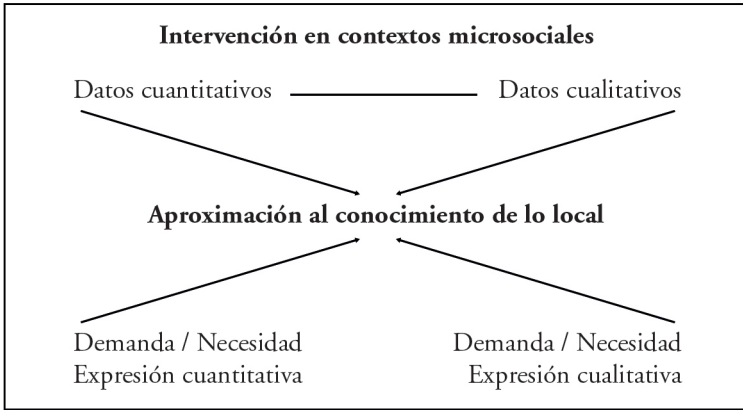 Intervención en contextos microsociales
Datos cuantitativos
Datos cualitativos
Aproximación al conocimiento de lo local
Demanda / Necesidad
Expresión cuantitativa
Demanda / Necesidad
Expresión cualitativa